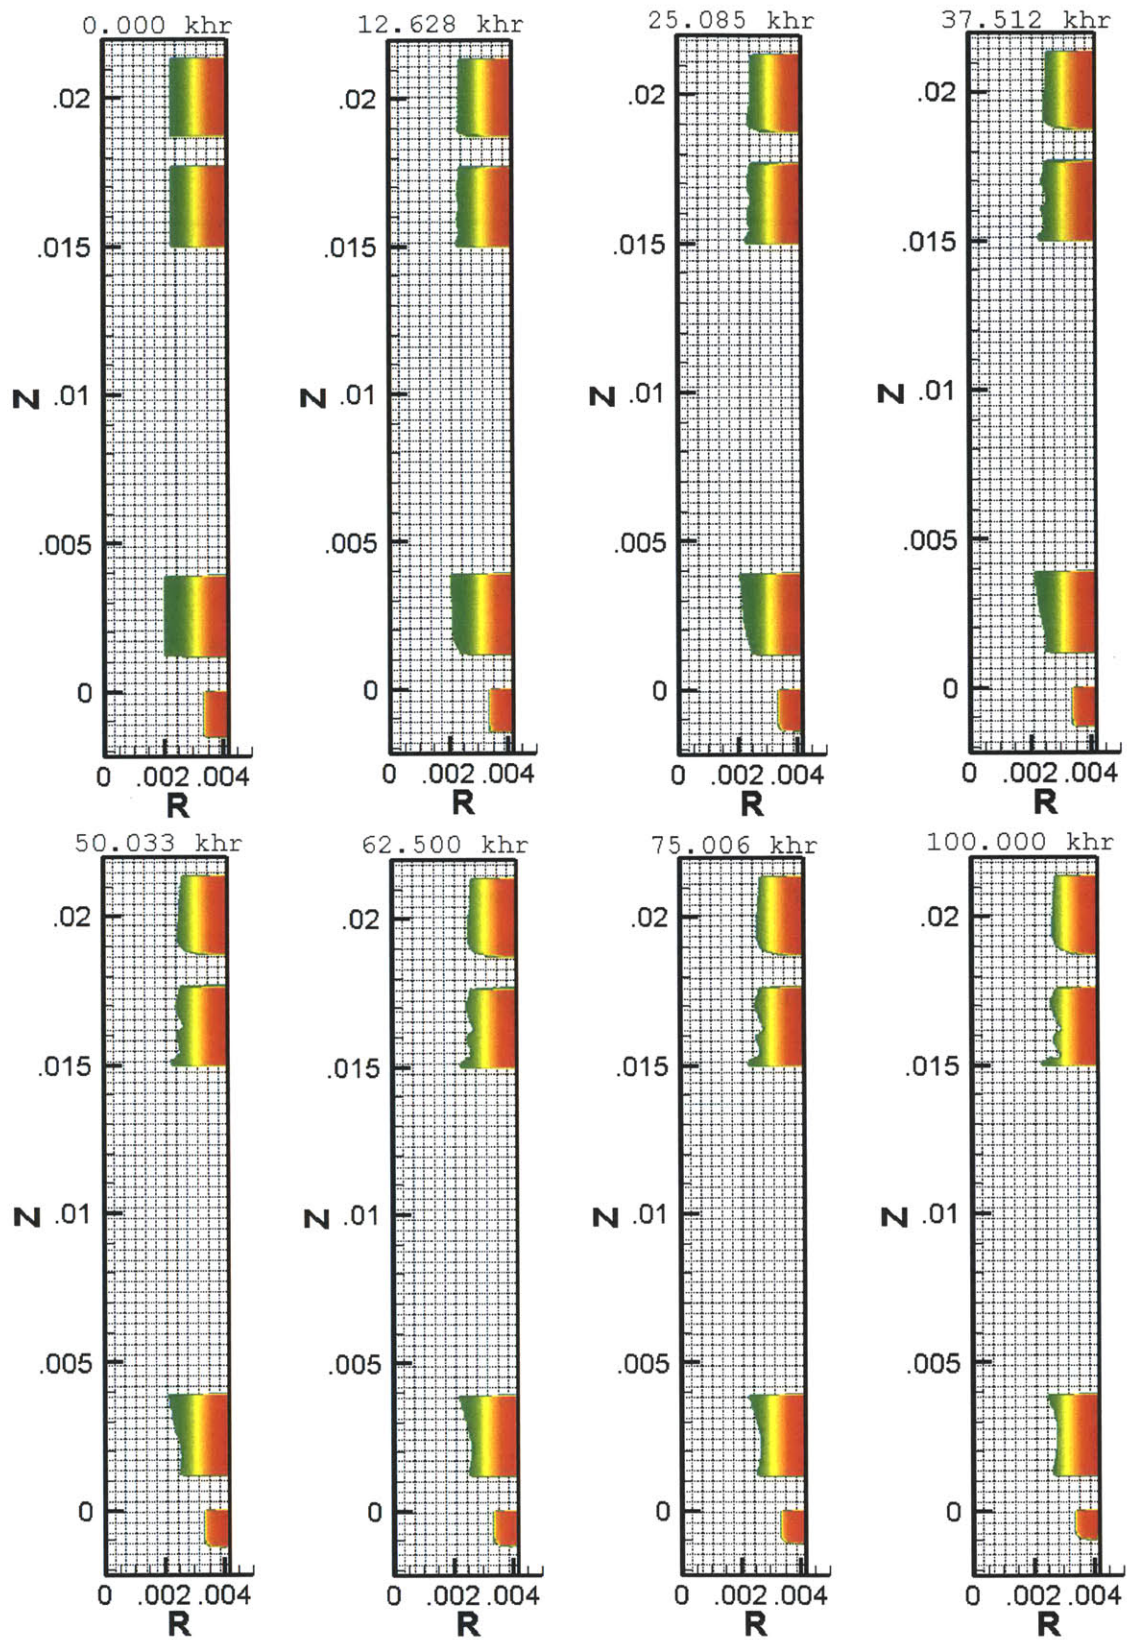 0.000 khr
12.628 khr
25.085 khr
37.512 khr
.02
.02
.02
.02
.015
.015
.015
.015
Z .01
Z .01
Z .01
Z .01
.005
.005
.005
.005
0
0
0
0
0 .002 .004
0 .002 .004
0 .002 .004
0 .002 .004
R
R
R
R
50.033 khr
62.500 khr
75.006 khr
100.000 khr
.02
.02
.02
.02
.015
.015
.015
.015
Z .01
Z .01
Z .01
Z .01
.005
.005
.005
.005
0
0
0
0
0 .002 .004
0 .002 .004
0 .002 .004
0 .002 .004
R
R
R
R